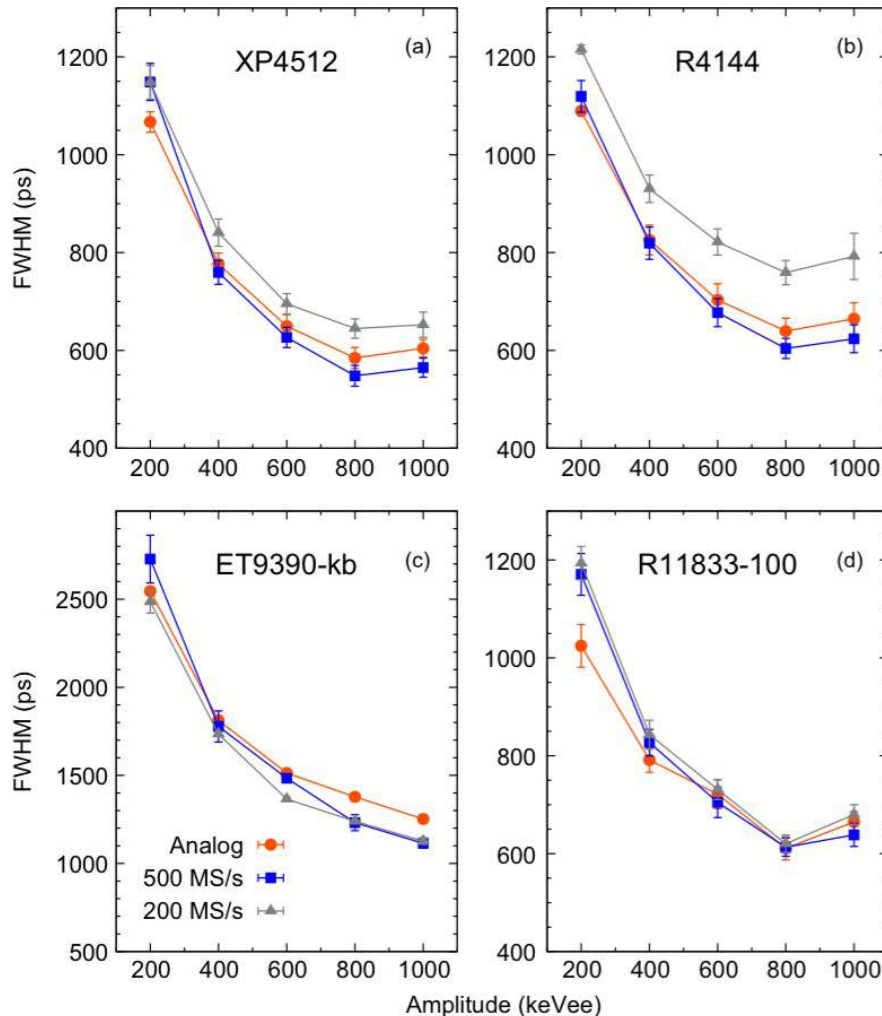 (a)
XP4512
1200
1000
800
600
400
FWHM (ps)
200 400 600 800 1000
(b)
R4144
1200
1000
800
600
400
200 400 600 800 1000
(c)
ET9390-kb
2500
2000
1500
1000
500
FWHM (ps)
Analog
500 MS/s
200 MS/s
200 400 600 800 1000
(d)
R11833-100
1200
1000
800
600
400
200 400 600 800 1000
Amplitude (keVee)